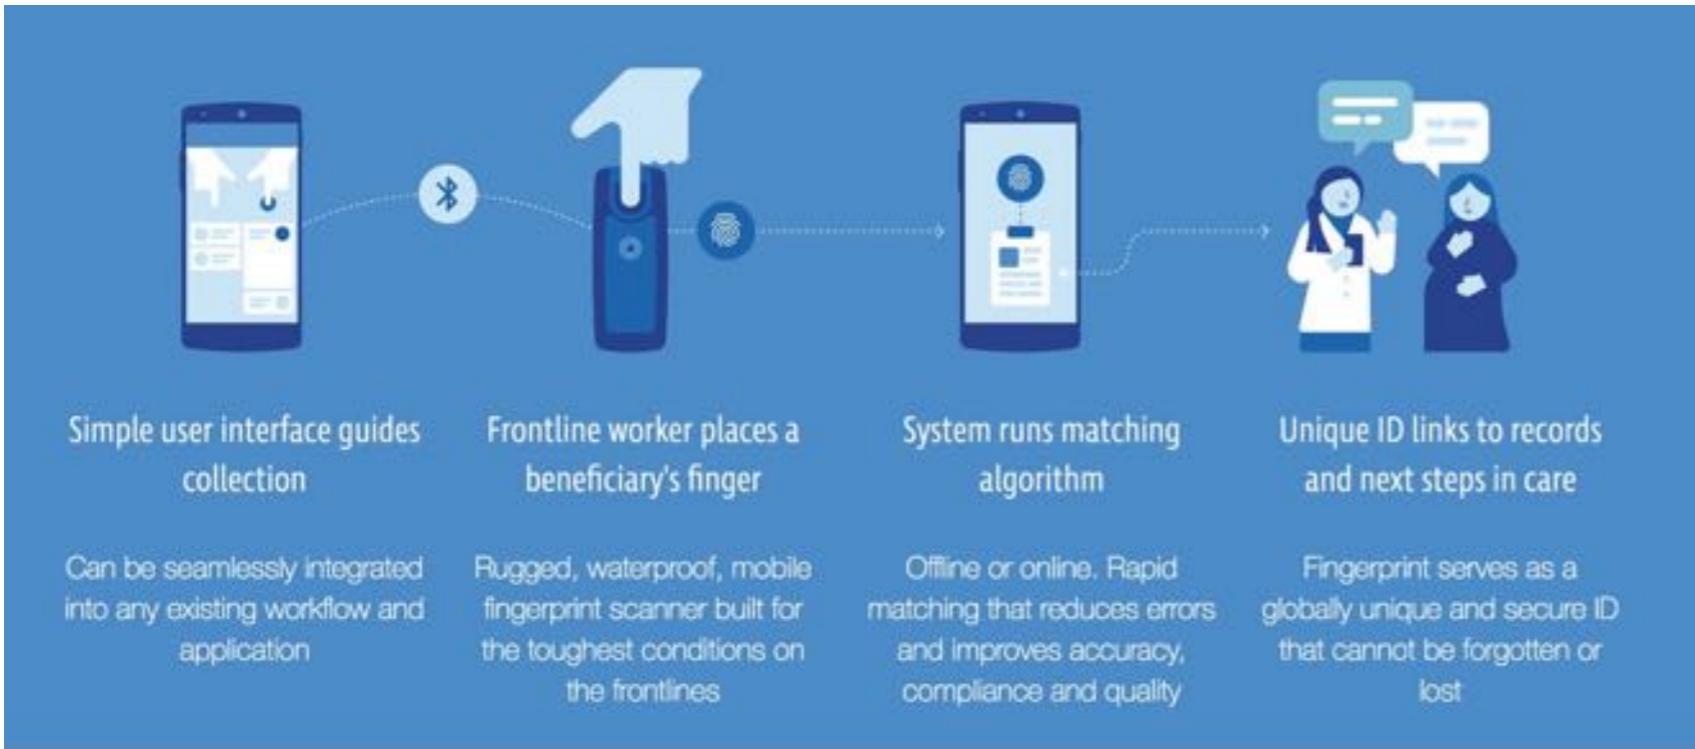 Simple user interface guides
collection
Can be seamlessly integrated
into any existing workflow and
application
Frontline worker places a
beneficiary's finger
Rugged, waterproof, mobile
fingerprint scanner built for
the toughest conditions on
the frontlines
System runs matching
algorithm
Offline or online. Rapid
matching that reduces errors
and improves accuracy,
compliance and quality
Unique ID links to records
and next steps in care
Fingerprint serves as a
globally unique and secure ID
that cannot be forgotten or
lost